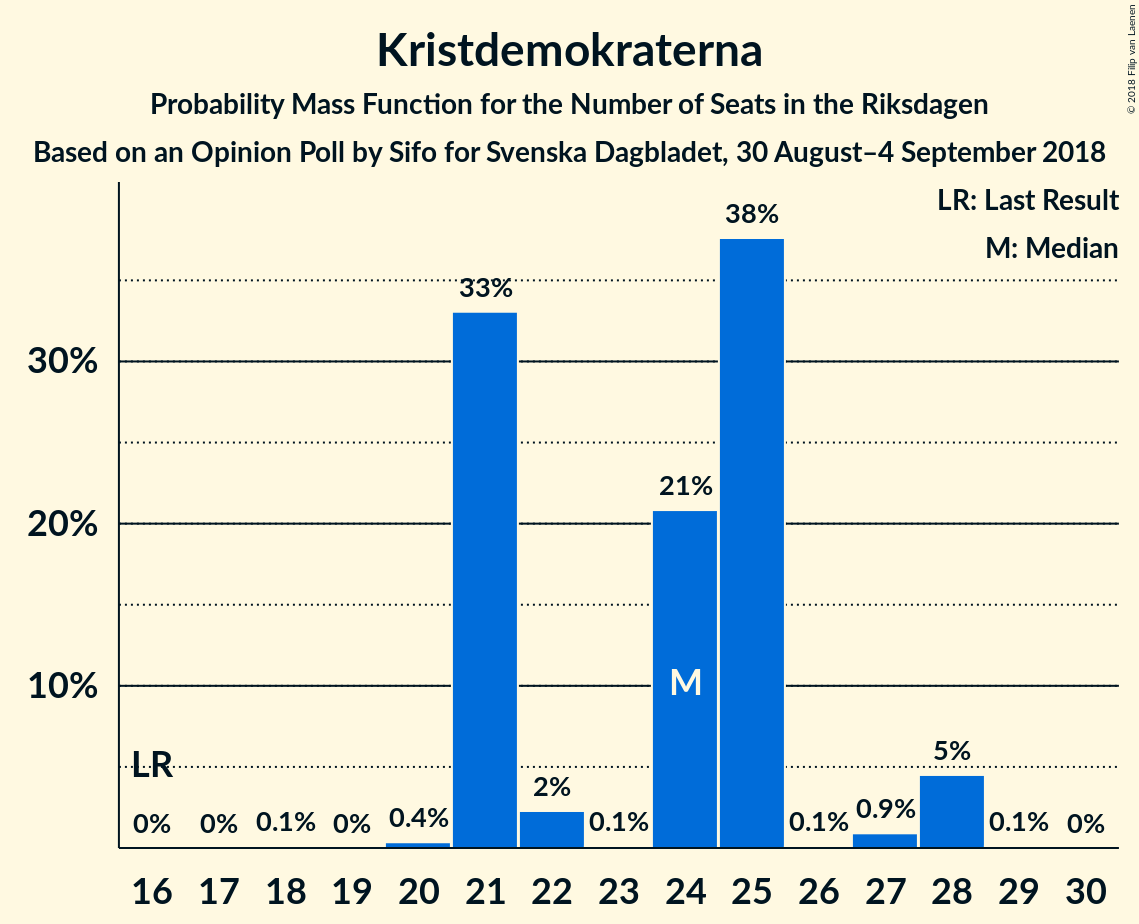 Kristdemokraterna
Probability Mass Function for the Number of Seats in the Riksdagen
Based on an Opinion Poll by Sifo for Svenska Dagbladet, 30 August–4 September 2018
© 2018 Filip van Laenen
LR: Last Result
M: Median
38%
33%
30%
21%
20%
M
10%
LR
5%
2%
0% 0% 0.1% 0% 0.4% 0.1% 0.1% 0.9% 0.1% 0%
16 17 18 19 20 21 22 23 24 25 26 27 28 29 30